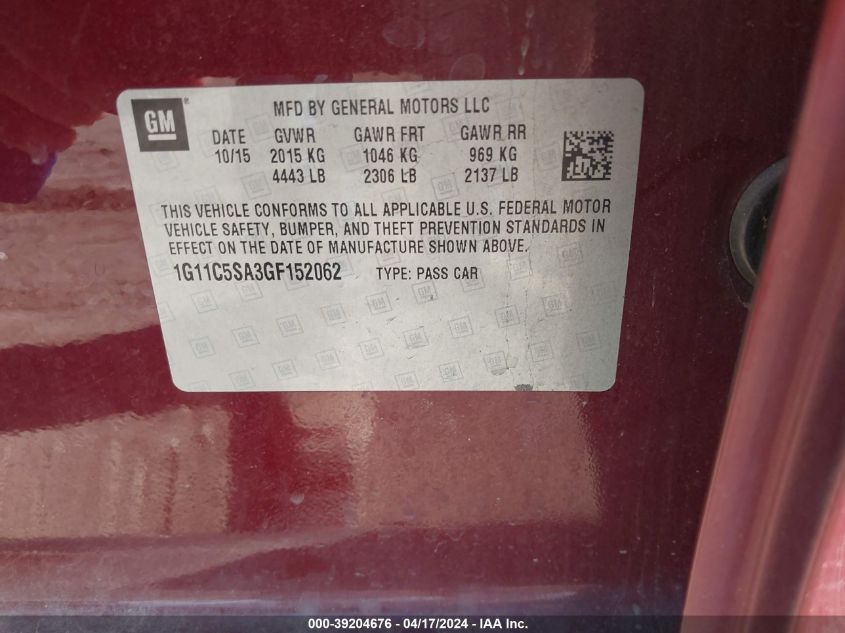 GM ®
MFD BY GENERAL MOTORS LLC
DATE GVWR GAWR FRT GAWR RR
10/15 2015 KG 1046 KG 969 KG
4443 LB 2306 LB 2137 LB
THIS VEHICLE CONFORMS TO ALL APPLICABLE U.S. FEDERAL MOTOR
VEHICLE SAFETY, BUMPER, AND THEFT PREVENTION STANDARDS IN
EFFECT ON THE DATE OF MANUFACTURE SHOWN ABOVE.
1G11C5SA3GF152062 TYPE: PASS CAR
000-39204676 - 04/17/2024 - IAA Inc.